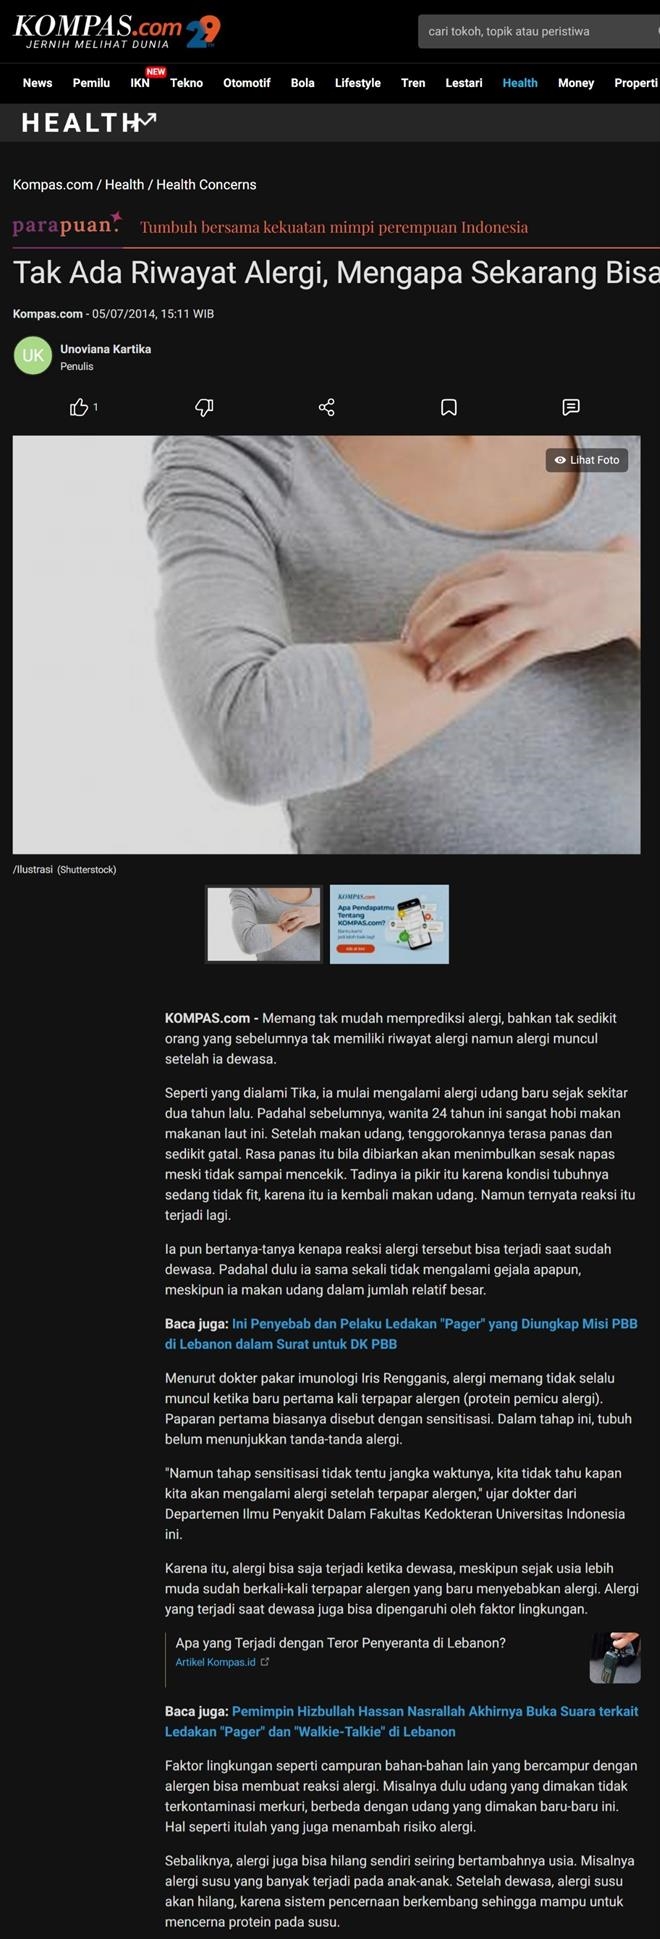 KOMPAS.com 29
JERNIH MELIHAT DUNIA
cari tokoh, topik atau peristiwa
News Pemilu IKN NEW Tekno Otomotif Bola Lifestyle Tren Lestari Health Money Properti
HEALTH
Kompas.com / Health / Health Concerns
parapuan. Tumbuh bersama kekuatan mimpi perempuan Indonesia
Tak Ada Riwayat Alergi, Mengapa Sekarang Bisa
Kompas.com - 05/07/2014, 15:11 WIB
UK
Unoviana Kartika
Penulis
1
Lihat Foto
/Ilustrasi (Shutterstock)
KOMPAS.com
Apa Pendapatmu
Tentang
KOMPAS.com?
KOMPAS.com - Memang tak mudah memprediksi alergi, bahkan tak sedikit
orang yang sebelumnya tak memiliki riwayat alergi namun alergi muncul
setelah ia dewasa.
Seperti yang dialami Tika, ia mulai mengalami alergi udang baru sejak sekitar
dua tahun lalu. Padahal sebelumnya, wanita 24 tahun ini sangat hobi makan
makanan laut ini. Setelah makan udang, tenggorokannya terasa panas dan
sedikit gatal. Rasa panas itu bila dibiarkan akan menimbulkan sesak napas
meski tidak sampai mencekik. Tadinya ia pikir itu karena kondisi tubuhnya
sedang tidak fit, karena itu ia kembali makan udang. Namun ternyata reaksi itu
terjadi lagi.
Ia pun bertanya-tanya kenapa reaksi alergi tersebut bisa terjadi saat sudah
dewasa. Padahal dulu ia sama sekali tidak mengalami gejala apapun,
meskipun ia makan udang dalam jumlah relatif besar.
Baca juga: Ini Penyebab dan Pelaku Ledakan "Pager" yang Diungkap Misi PBB
di Lebanon dalam Surat untuk DK PBB
Menurut dokter pakar imunologi Iris Rengganis, alergi memang tidak selalu
muncul ketika baru pertama kali terpapar alergen (protein pemicu alergi).
Paparan pertama biasanya disebut dengan sensitisasi. Dalam tahap ini, tubuh
belum menunjukkan tanda-tanda alergi.
"Namun tahap sensitisasi tidak tentu jangka waktunya, kita tidak tahu kapan
kita akan mengalami alergi setelah terpapar alergen," ujar dokter dari
Departemen Ilmu Penyakit Dalam Fakultas Kedokteran Universitas Indonesia
ini.
Karena itu, alergi bisa saja terjadi ketika dewasa, meskipun sejak usia lebih
muda sudah berkali-kali terpapar alergen yang baru menyebabkan alergi. Alergi
yang terjadi saat dewasa juga bisa dipengaruhi oleh faktor lingkungan.
Apa yang Terjadi dengan Teror Penyeranta di Lebanon?
Artikel Kompas.id
Baca juga: Pemimpin Hizbullah Hassan Nasrallah Akhirnya Buka Suara terkait
Ledakan "Pager" dan "Walkie-Talkie" di Lebanon
Faktor lingkungan seperti campuran bahan-bahan lain yang bercampur dengan
alergen bisa membuat reaksi alergi. Misalnya dulu udang yang dimakan tidak
terkontaminasi merkuri, berbeda dengan udang yang dimakan baru-baru ini.
Hal seperti itulah yang juga menambah risiko alergi.
Sebaliknya, alergi juga bisa hilang sendiri seiring bertambahnya usia. Misalnya
alergi susu yang banyak terjadi pada anak-anak. Setelah dewasa, alergi susu
akan hilang, karena sistem pencernaan berkembang sehingga mampu untuk
mencerna protein pada susu.